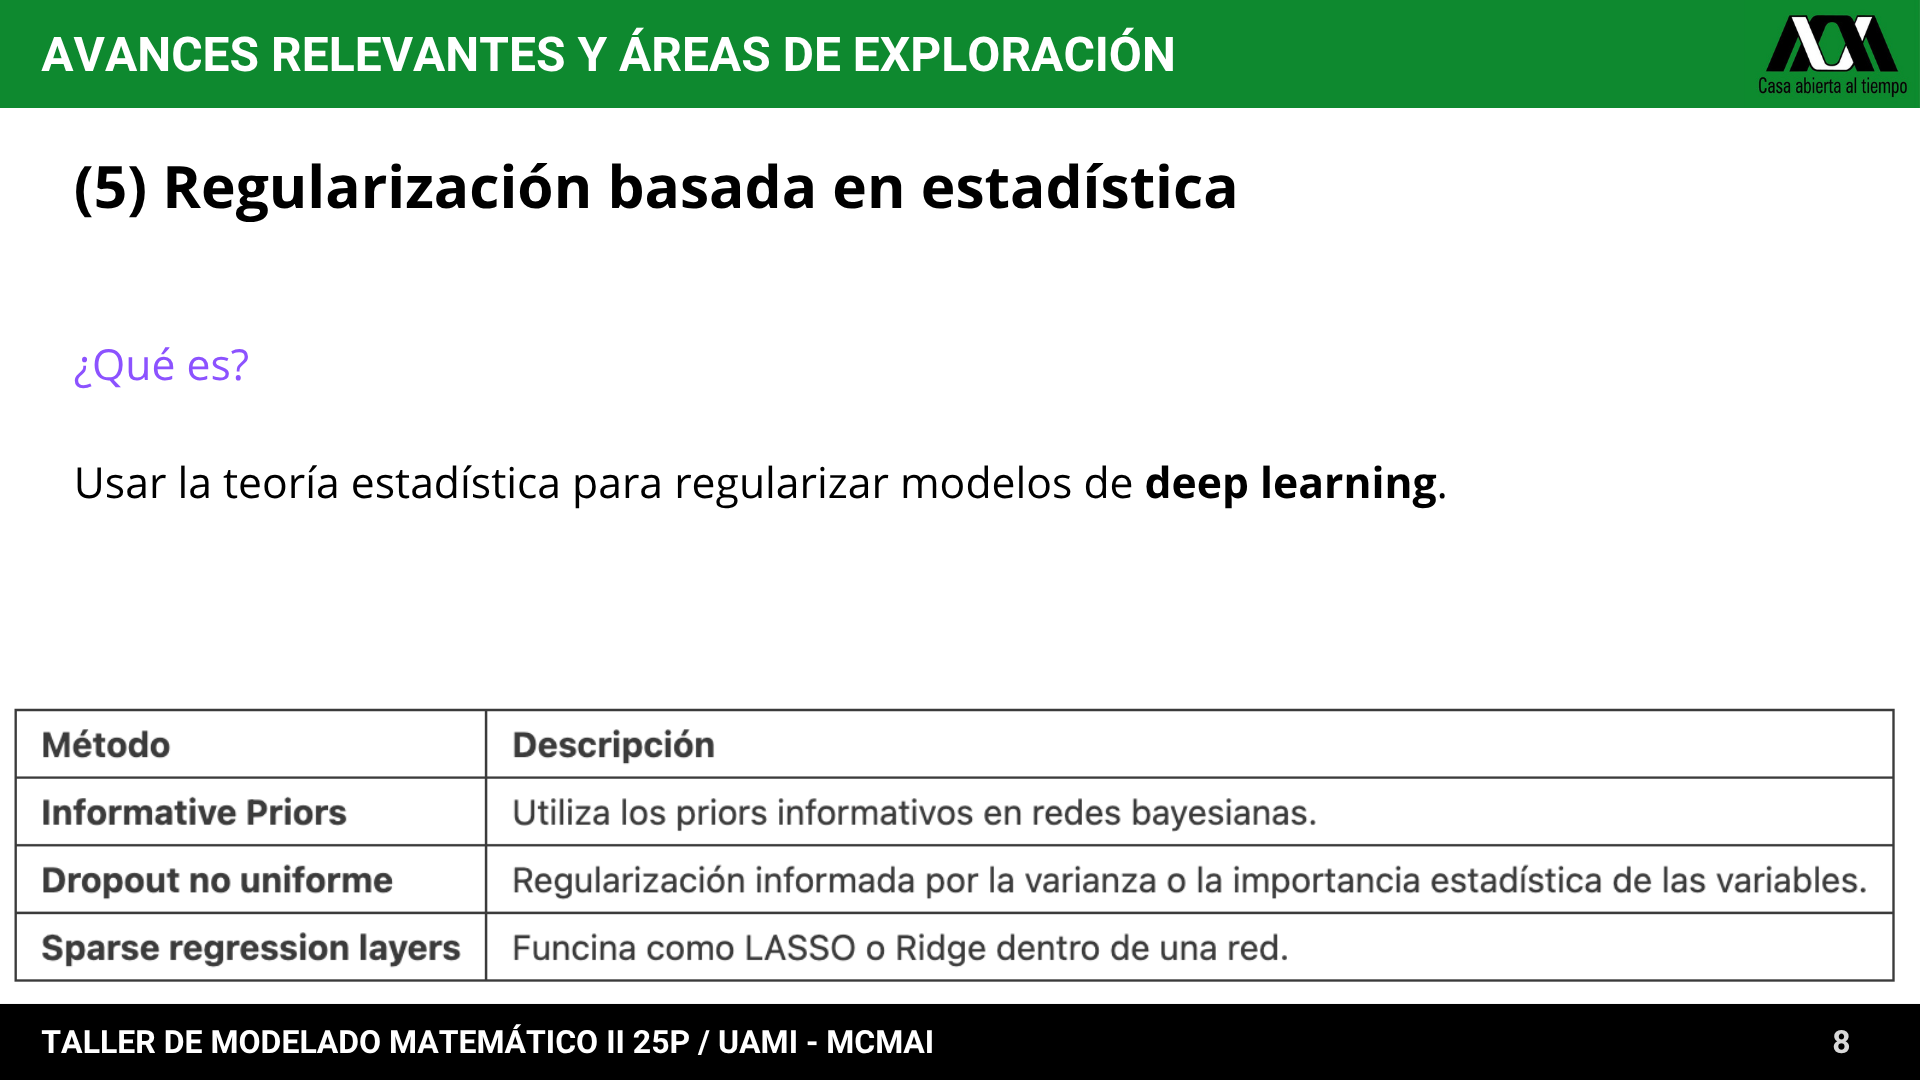 AVANCES RELEVANTES Y ÁREAS DE EXPLORACIÓN
Casa abierta al tiempo
(5) Regularización basada en estadística
¿Qué es?
Usar la teoría estadística para regularizar modelos de deep learning.
Método Descripción
Informative Priors Utiliza los priors informativos en redes bayesianas.
Dropout no uniforme Regularización informada por la varianza o la importancia estadística de las variables.
Sparse regression layers Funcina como LASSO o Ridge dentro de una red.
TALLER DE MODELADO MATEMÁTICO II 25P / UAMI - MCMAI 8